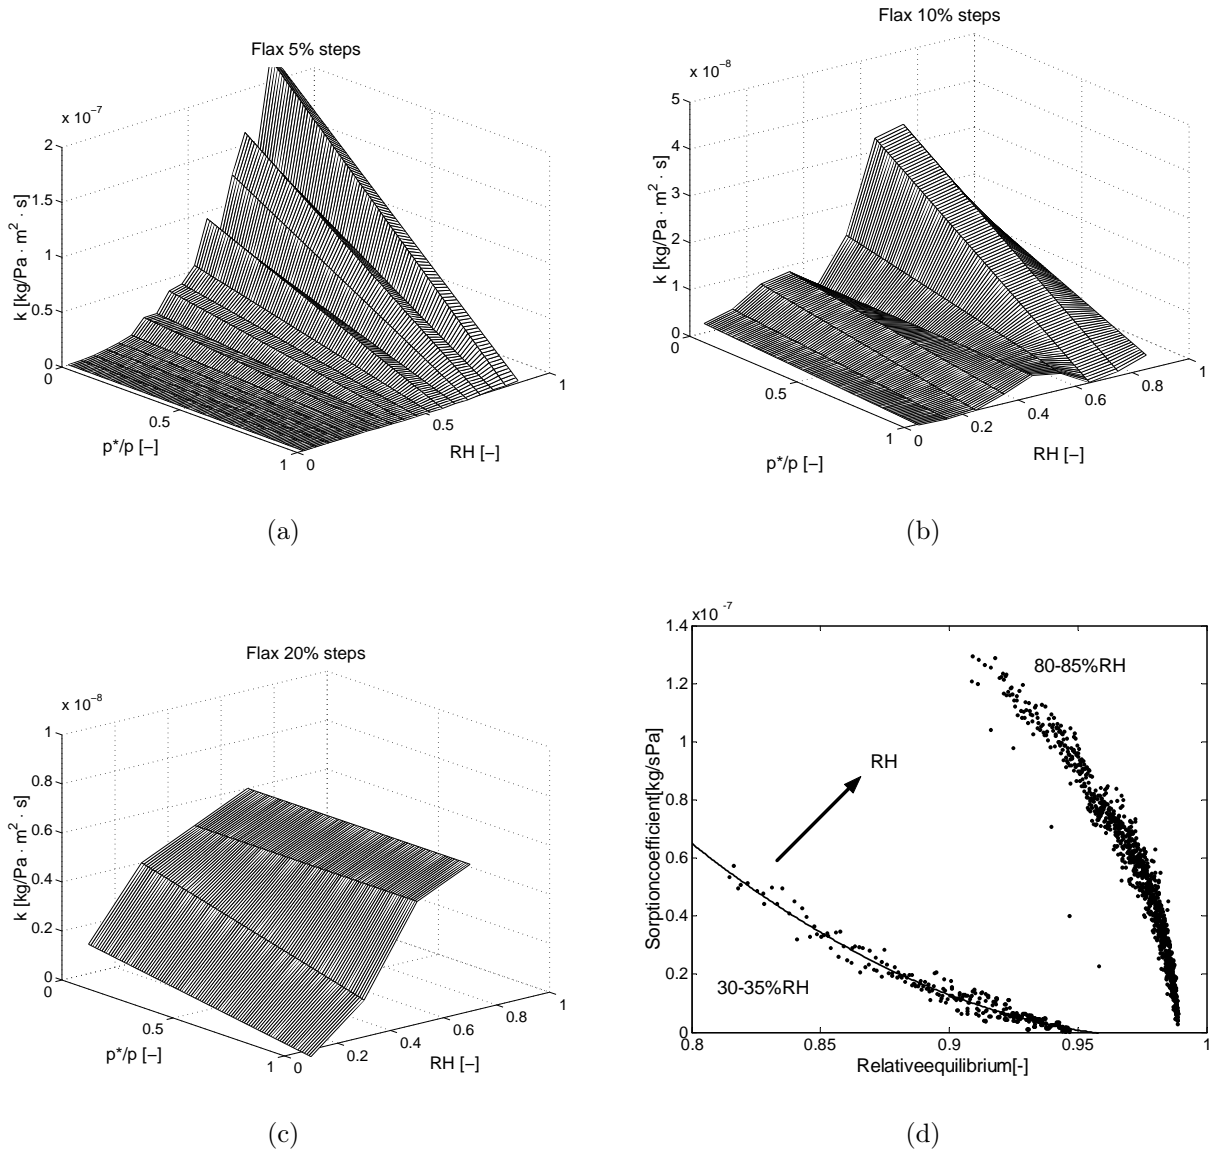 Flax 5% steps
x 10⁻⁷
2
1.5
1
0.5
0
k [kg/Pa · m² · s]
0
0.5
1
p*/p [–]
0
0.5
1
RH [–]
(a)
Flax 10% steps
x 10⁻⁸
5
4
3
2
1
0
k [kg/Pa · m² · s]
0
0.5
1
p*/p [–]
0
0.2
0.4
0.6
0.8
1
RH [–]
(b)
Flax 20% steps
x 10⁻⁸
1
0.8
0.6
0.4
0.2
0
k [kg/Pa · m² · s]
0
0.5
1
p*/p [–]
0
0.2
0.4
0.6
0.8
1
RH [–]
(c)
x10 -7
1.4
1.2
1
0.8
0.6
0.4
0.2
0
Sorptioncoefficient[kg/sPa]
80-85%RH
RH
30-35%RH
0.8
0.85
0.9
0.95
1
Relativeequilibrium[-]
(d)